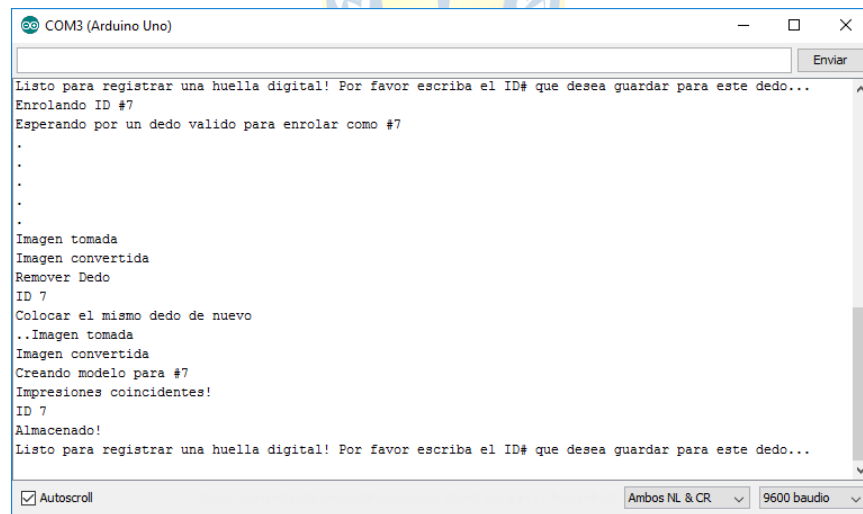 COM3 (Arduino Uno)
Enviar
Listo para registrar una huella digital! Por favor escriba el ID# que desea guardar para este dedo...
Enrolando ID #7
Esperando por un dedo valido para enrolar como #7
.
.
.
.
.
Imagen tomada
Imagen convertida
Remover Dedo
ID 7
Colocar el mismo dedo de nuevo
..Imagen tomada
Imagen convertida
Creando modelo para #7
Impresiones coincidentes!
ID 7
Almacenado!
Listo para registrar una huella digital! Por favor escriba el ID# que desea guardar para este dedo...
Autoscroll Ambos NL & CR 9600 baudio